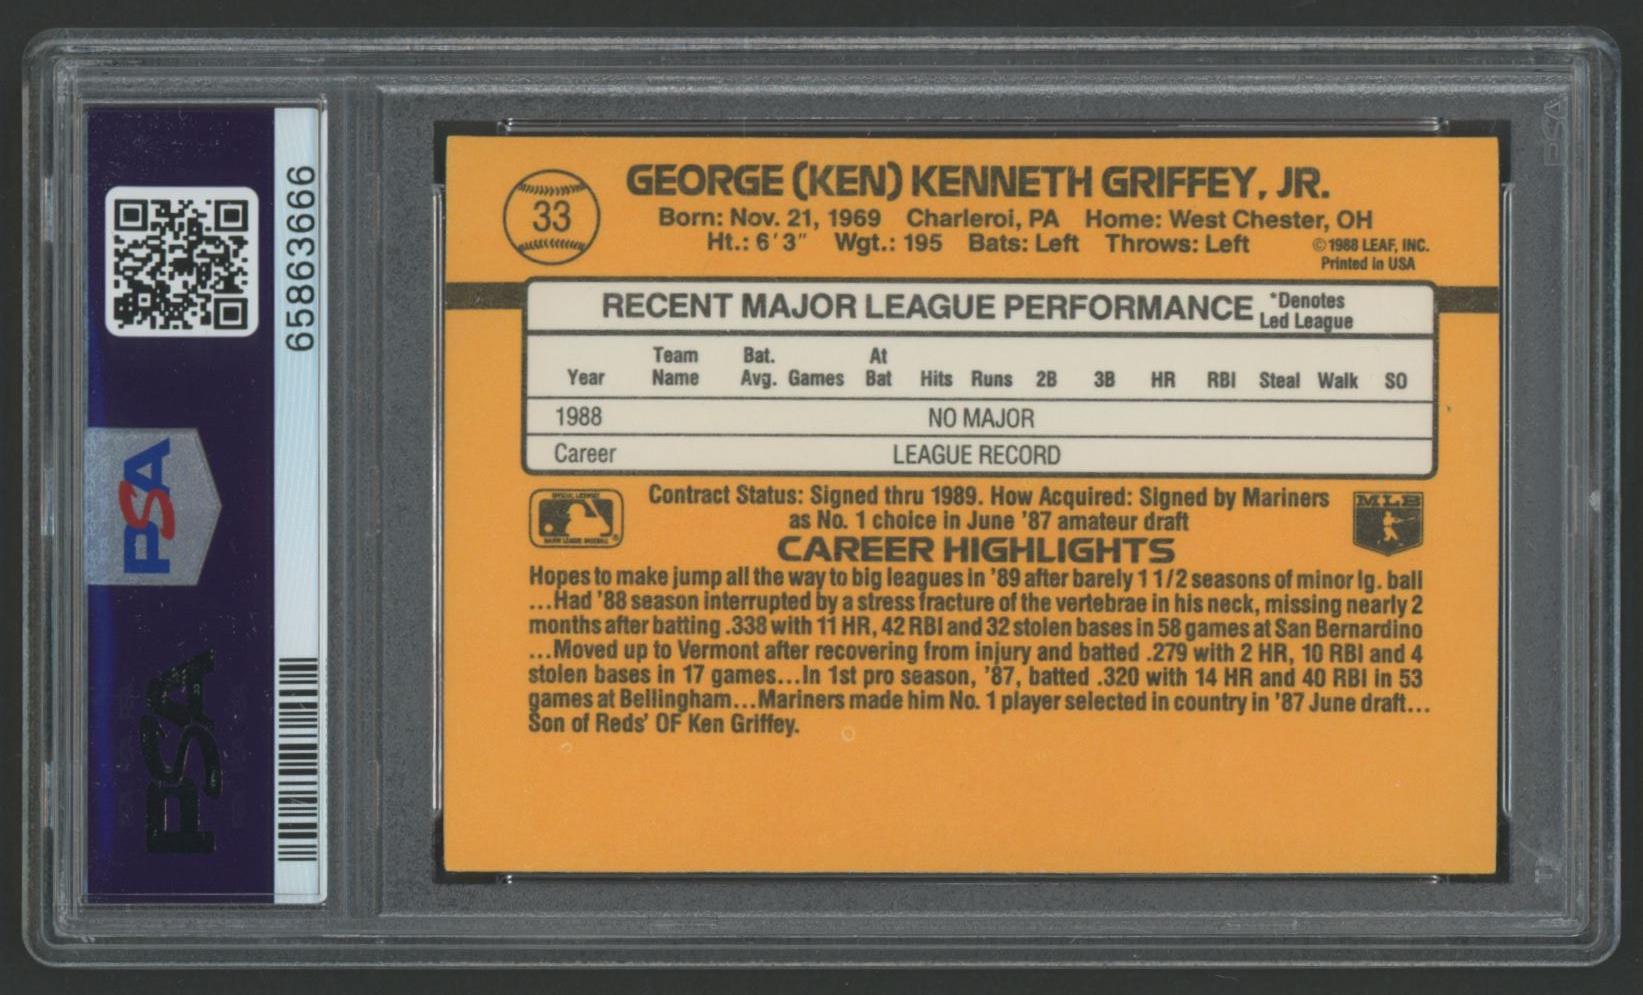 65863666
PSA
PSA
33
GEORGE (KEN) KENNETH GRIFFEY, JR.
Born: Nov. 21, 1969 Charleroi, PA Home: West Chester, OH
Ht.: 6'3" Wgt.: 195 Bats: Left Throws: Left
©1988 LEAF, INC.
Printed in USA
RECENT MAJOR LEAGUE PERFORMANCE
*Denotes
Led League
Year Team Name Bat. Avg. Games At Bat Hits Runs 2B 3B HR RBI Steal Walk SO
1988 NO MAJOR
Career LEAGUE RECORD
Contract Status: Signed thru 1989. How Acquired: Signed by Mariners
as No. 1 choice in June '87 amateur draft
MLB
CAREER HIGHLIGHTS
Hopes to make jump all the way to big leagues in '89 after barely 1 1/2 seasons of minor lg. ball
...Had '88 season interrupted by a stress fracture of the vertebrae in his neck, missing nearly 2
months after batting .338 with 11 HR, 42 RBI and 32 stolen bases in 58 games at San Bernardino
...Moved up to Vermont after recovering from injury and batted .279 with 2 HR, 10 RBI and 4
stolen bases in 17 games...In 1st pro season, '87, batted .320 with 14 HR and 40 RBI in 53
games at Bellingham...Mariners made him No. 1 player selected in country in '87 June draft...
Son of Reds' OF Ken Griffey.
PSA